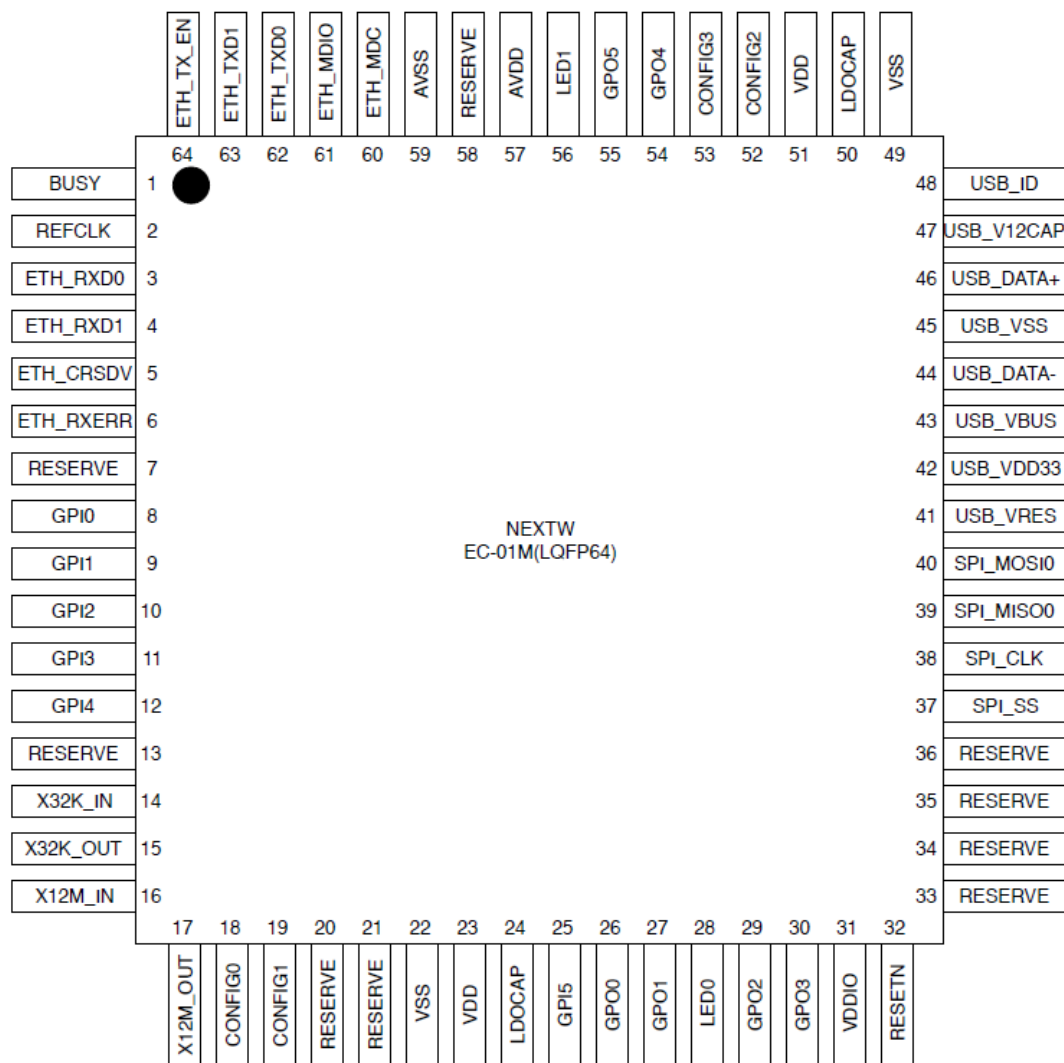 ETH_TX_EN
ETH_TXD1
ETH_TXD0
ETH_MDIO
ETH_MDC
AVSS
RESERVE
AVDD
LED1
GPO5
GPO4
CONFIG3
CONFIG2
VDD
LDOCAP
VSS
64 63 62 61 60 59 58 57 56 55 54 53 52 51 50 49
BUSY 1
REFCLK 2
ETH_RXD0 3
ETH_RXD1 4
ETH_CRSDV 5
ETH_RXERR 6
RESERVE 7
GPI0 8
GPI1 9
GPI2 10
GPI3 11
GPI4 12
RESERVE 13
X32K_IN 14
X32K_OUT 15
X12M_IN 16
NEXTW
EC-01M(LQFP64)
48 USB_ID
47 USB_V12CAP
46 USB_DATA+
45 USB_VSS
44 USB_DATA-
43 USB_VBUS
42 USB_VDD33
41 USB_VRES
40 SPI_MOSI0
39 SPI_MISO0
38 SPI_CLK
37 SPI_SS
36 RESERVE
35 RESERVE
34 RESERVE
33 RESERVE
17 18 19 20 21 22 23 24 25 26 27 28 29 30 31 32
X12M_OUT
CONFIG0
CONFIG1
RESERVE
RESERVE
VSS
VDD
LDOCAP
GPI5
GPO0
GPO1
LED0
GPO2
GPO3
VDDIO
RESETN